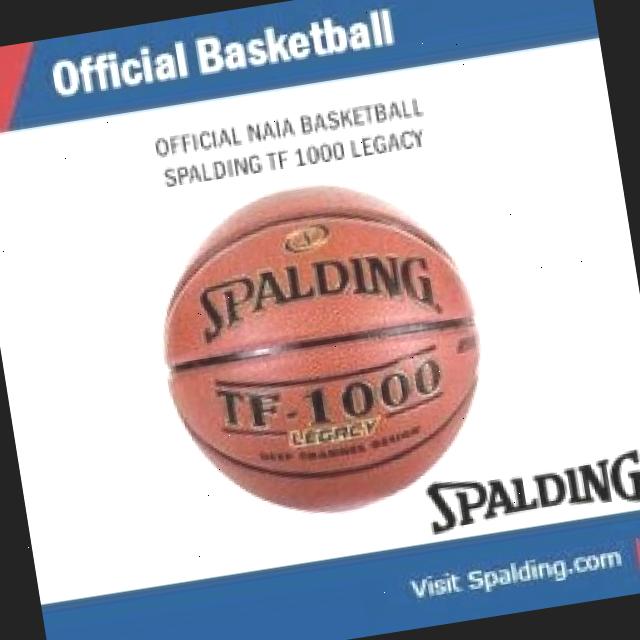 Official Basketball
OFFICIAL NAIA BASKETBALL
SPALDING TF 1000 LEGACY
SPALDING
TF-1000
LEGACY
DEEP CHANNEL DESIGN
SPALDING
Visit Spalding.com